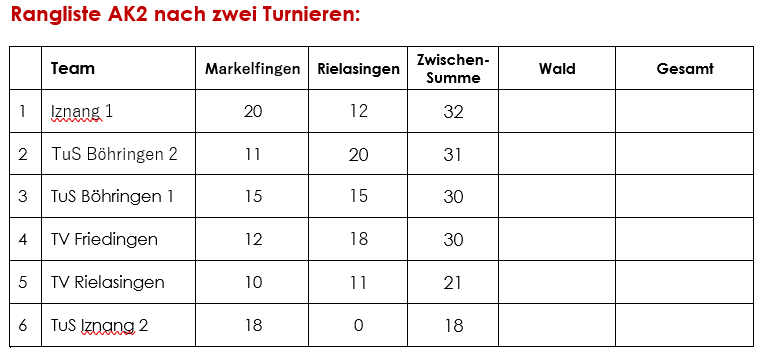 Rangliste AK2 nach zwei Turnieren:
Team Markelfingen Rielasingen Zwischen-Summe Wald Gesamt
1 Iznang 1 20 12 32
2 TuS Böhringen 2 11 20 31
3 TuS Böhringen 1 15 15 30
4 TV Friedingen 12 18 30
5 TV Rielasingen 10 11 21
6 TuS Iznang 2 18 0 18